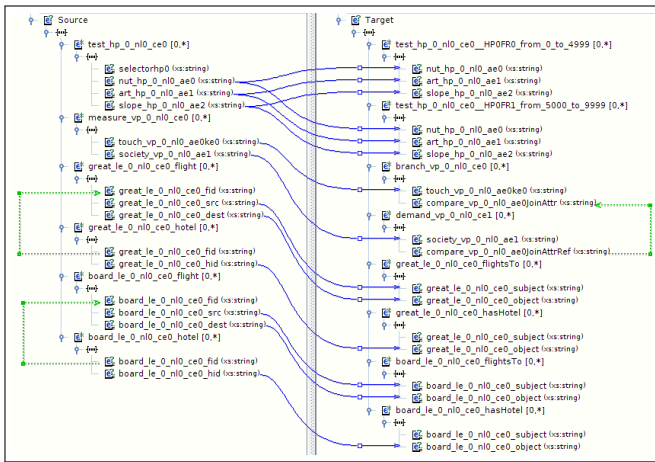 Source
test_hp_0_nl0_ce0 [0,*]
selectorhp0 (xs:string)
nut_hp_0_nl0_ae0 (xs:string)
art_hp_0_nl0_ae1 (xs:string)
slope_hp_0_nl0_ae2 (xs:string)
measure_vp_0_nl0_ce0 [0,*]
touch_vp_0_nl0_ae0ke0 (xs:string)
society_vp_0_nl0_ae1 (xs:string)
great_le_0_nl0_ce0_flight [0,*]
great_le_0_nl0_ce0_fid (xs:string)
great_le_0_nl0_ce0_src (xs:string)
great_le_0_nl0_ce0_dest (xs:string)
great_le_0_nl0_ce0_hotel [0,*]
great_le_0_nl0_ce0_fid (xs:string)
great_le_0_nl0_ce0_hid (xs:string)
board_le_0_nl0_ce0_flight [0,*]
board_le_0_nl0_ce0_fid (xs:string)
board_le_0_nl0_ce0_src (xs:string)
board_le_0_nl0_ce0_dest (xs:string)
board_le_0_nl0_ce0_hotel [0,*]
board_le_0_nl0_ce0_fid (xs:string)
board_le_0_nl0_ce0_hid (xs:string)
Target
test_hp_0_nl0_ce0__HP0FR0_from_0_to_4999 [0,*]
nut_hp_0_nl0_ae0 (xs:string)
art_hp_0_nl0_ae1 (xs:string)
slope_hp_0_nl0_ae2 (xs:string)
test_hp_0_nl0_ce0__HP0FR1_from_5000_to_9999 [0,*]
nut_hp_0_nl0_ae0 (xs:string)
art_hp_0_nl0_ae1 (xs:string)
slope_hp_0_nl0_ae2 (xs:string)
branch_vp_0_nl0_ce0 [0,*]
touch_vp_0_nl0_ae0ke0 (xs:string)
compare_vp_0_nl0_ae0JoinAttr (xs:string)
demand_vp_0_nl0_ce1 [0,*]
society_vp_0_nl0_ae1 (xs:string)
compare_vp_0_nl0_ae0JoinAttrRef (xs:string)
great_le_0_nl0_ce0_flightsTo [0,*]
great_le_0_nl0_ce0_subject (xs:string)
great_le_0_nl0_ce0_object (xs:string)
great_le_0_nl0_ce0_hasHotel [0,*]
great_le_0_nl0_ce0_subject (xs:string)
great_le_0_nl0_ce0_object (xs:string)
board_le_0_nl0_ce0_flightsTo [0,*]
board_le_0_nl0_ce0_subject (xs:string)
board_le_0_nl0_ce0_object (xs:string)
board_le_0_nl0_ce0_hasHotel [0,*]
board_le_0_nl0_ce0_subject (xs:string)
board_le_0_nl0_ce0_object (xs:string)